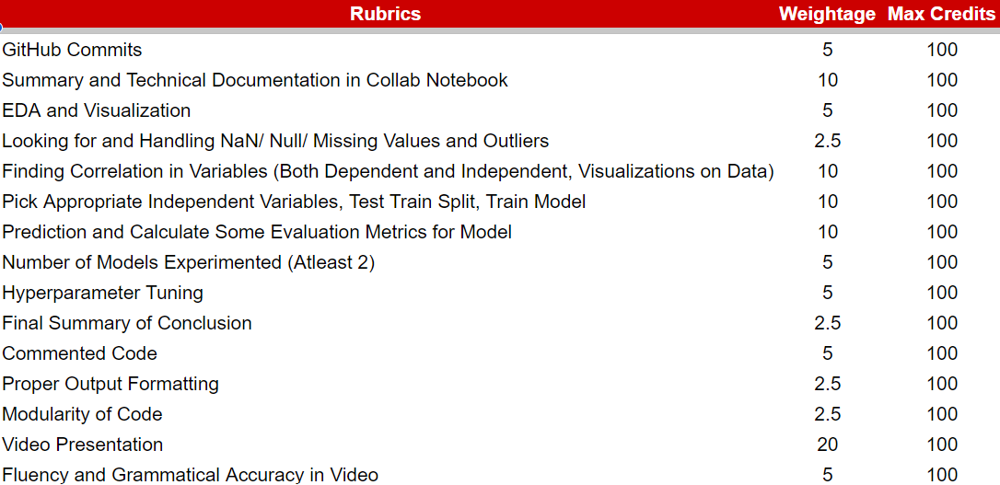 Rubrics Weightage Max Credits
GitHub Commits 5 100
Summary and Technical Documentation in Collab Notebook 10 100
EDA and Visualization 5 100
Looking for and Handling NaN/ Null/ Missing Values and Outliers 2.5 100
Finding Correlation in Variables (Both Dependent and Independent, Visualizations on Data) 10 100
Pick Appropriate Independent Variables, Test Train Split, Train Model 10 100
Prediction and Calculate Some Evaluation Metrics for Model 10 100
Number of Models Experimented (Atleast 2) 5 100
Hyperparameter Tuning 5 100
Final Summary of Conclusion 2.5 100
Commented Code 5 100
Proper Output Formatting 2.5 100
Modularity of Code 2.5 100
Video Presentation 20 100
Fluency and Grammatical Accuracy in Video 5 100